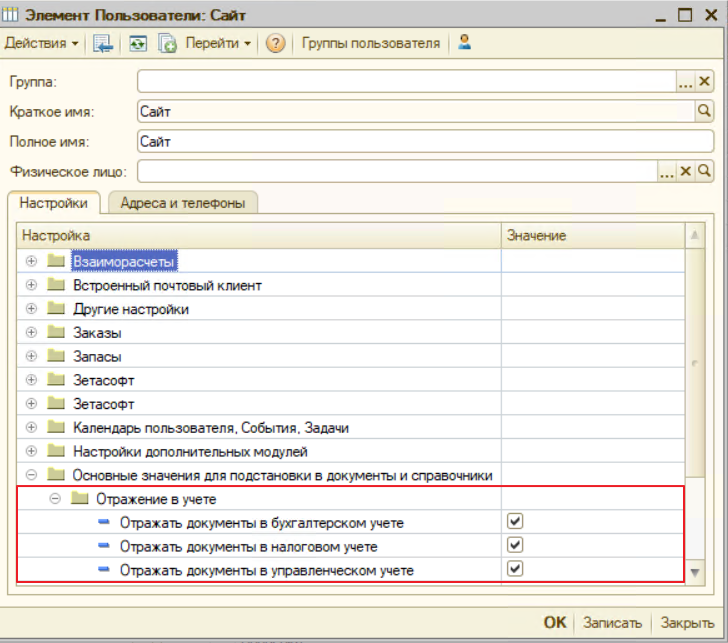 Элемент Пользователи: Сайт
Действия Перейти Группы пользователя
Группа:
Краткое имя: Сайт
Полное имя: Сайт
Физическое лицо:
Настройки Адреса и телефоны
Настройка Значение
Взаиморасчеты
Встроенный почтовый клиент
Другие настройки
Заказы
Запасы
Зетасофт
Зетасофт
Календарь пользователя, События, Задачи
Настройки дополнительных модулей
Основные значения для подстановки в документы и справочники
Отражение в учете
Отражать документы в бухгалтерском учете
Отражать документы в налоговом учете
Отражать документы в управленческом учете
OK Записать Закрыть